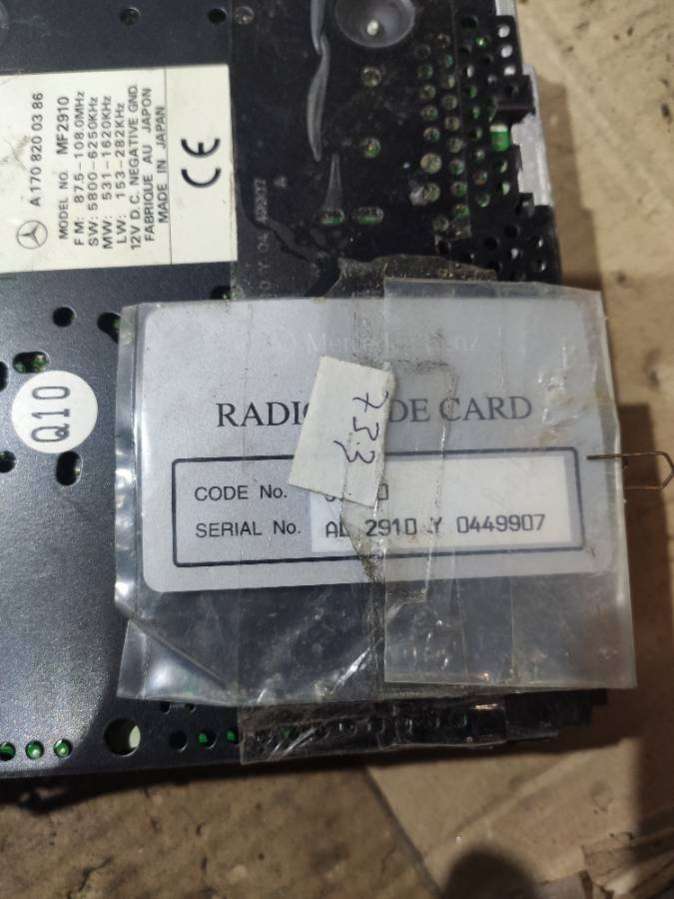 A 170 820 03 86
MODEL NO. MF2910
FM: 87.5-108.0MHz
SW: 5800-6250KHz
MW: 531-1620KHz
LW: 153-282KHz
12V D.C. NEGATIVE GND.
FABRIQUE AU JAPON
MADE IN JAPAN
CE
Q10
CARD
733
CODE No.
SERIAL No. AL 2910 Y 0449907